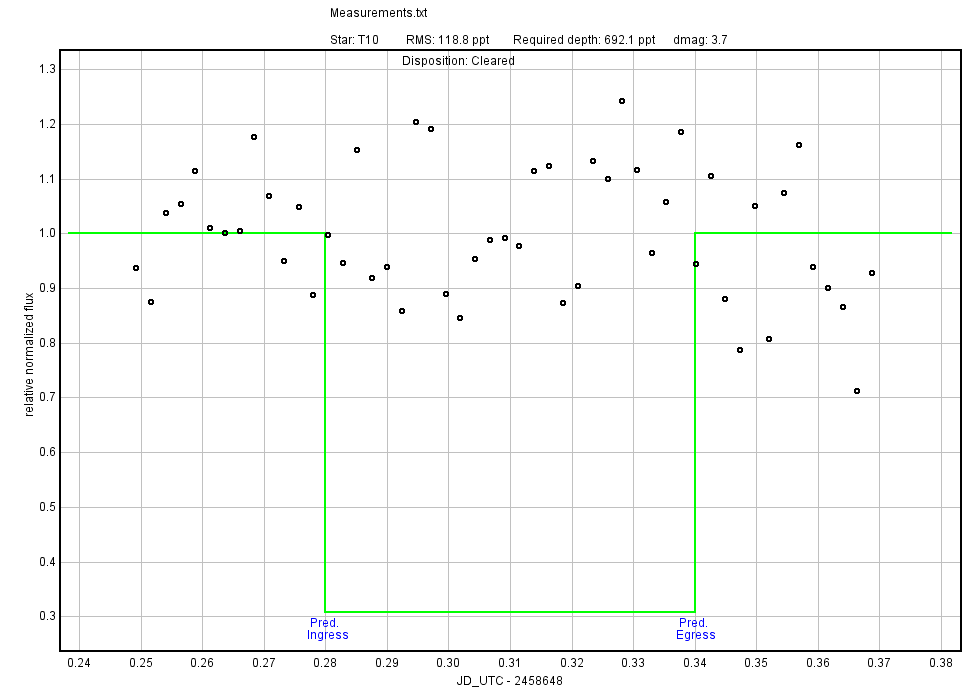 Measurements.txt
Star: T10 RMS: 118.8 ppt Required depth: 692.1 ppt dmag: 3.7
Disposition: Cleared
1.3
1.2
1.1
1.0
0.9
0.8
0.7
0.6
0.5
0.4
0.3
relative normalized flux
Pred.
Ingress
Pred.
Egress
0.24 0.25 0.26 0.27 0.28 0.29 0.30 0.31 0.32 0.33 0.34 0.35 0.36 0.37 0.38
JD_UTC - 2458648